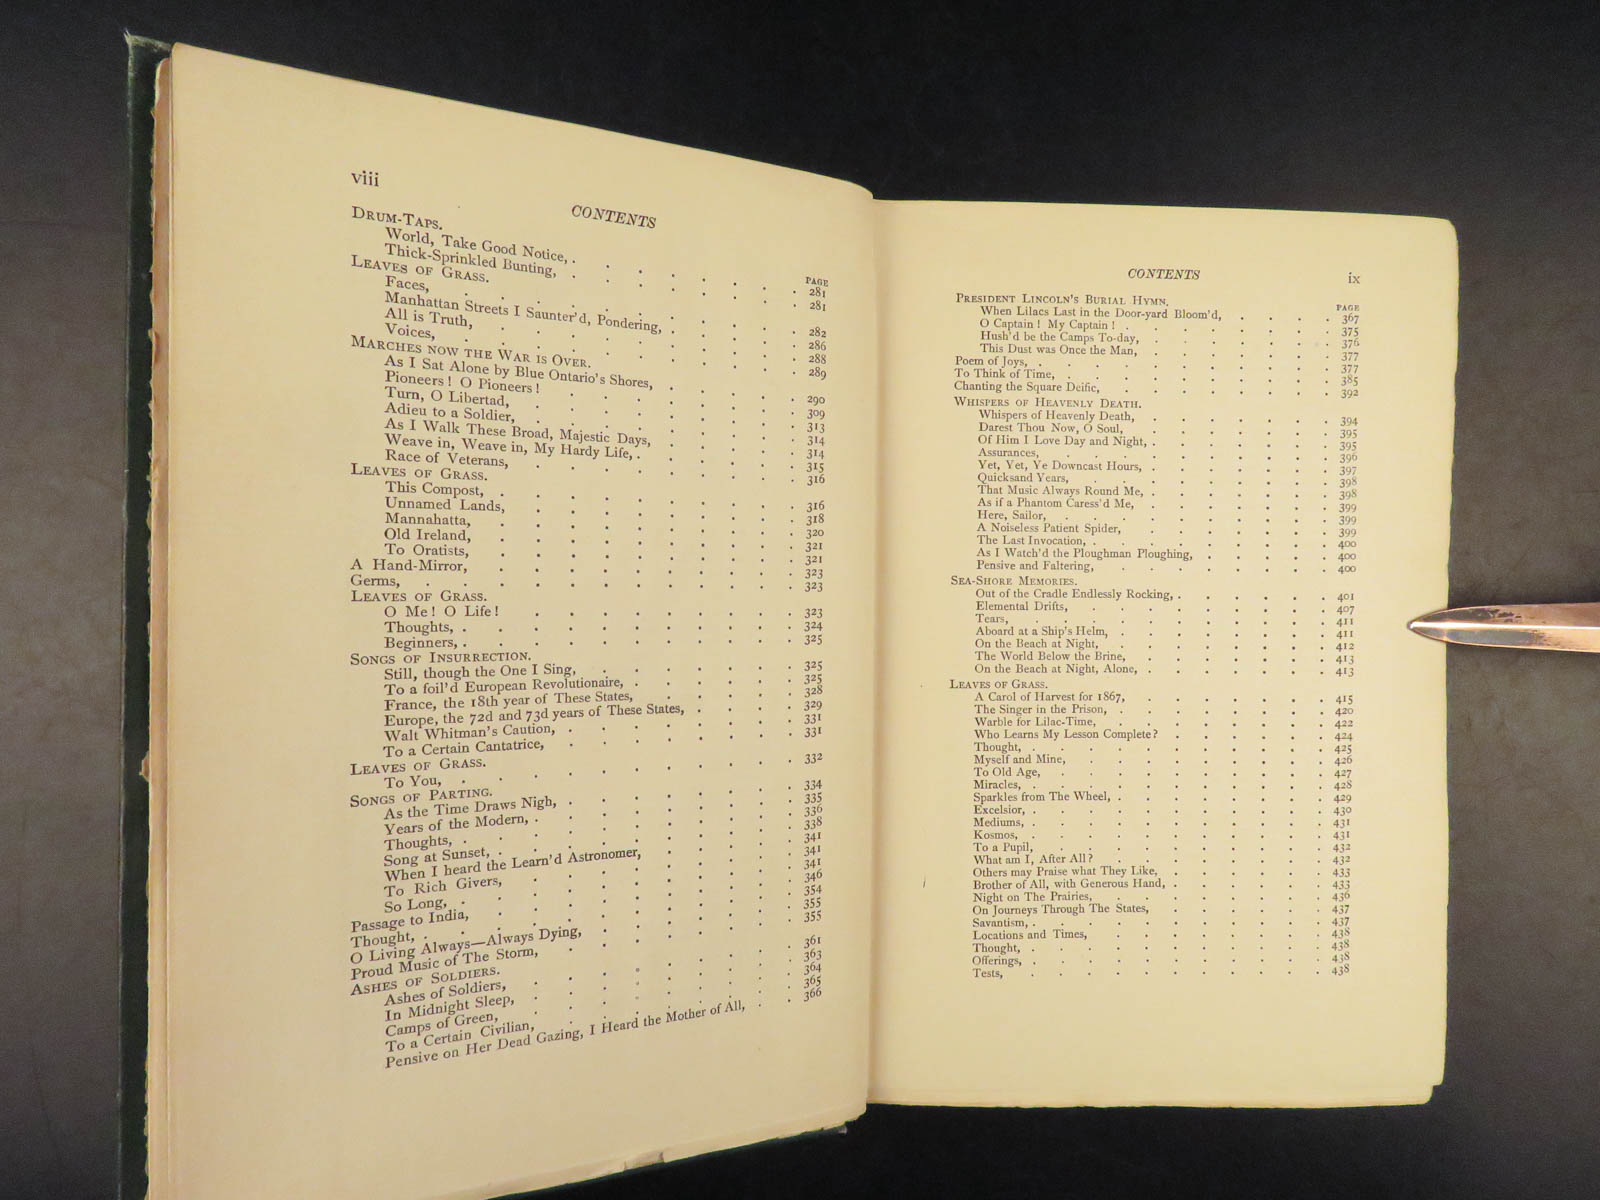 viii
CONTENTS
PAGE
DRUM-TAPS.
World, Take Good Notice, . 281
Thick-Sprinkled Bunting, . 281
LEAVES OF GRASS.
Faces, . 282
Manhattan Streets I Saunter'd, Pondering, . 286
All is Truth, . 288
Voices, . 289
MARCHES NOW THE WAR IS OVER.
As I Sat Alone by Blue Ontario's Shores, . 290
Pioneers! O Pioneers! . 309
Turn, O Libertad, . 313
Adieu to a Soldier, . 314
As I Walk These Broad, Majestic Days, . 314
Weave in, Weave in, My Hardy Life, . 315
Race of Veterans, . 316
LEAVES OF GRASS.
This Compost, . 316
Unnamed Lands, . 318
Mannahatta, . 320
Old Ireland, . 321
To Oratists, . 321
A Hand-Mirror, . 323
Germs, . 323
LEAVES OF GRASS.
O Me! O Life! . 323
Thoughts, . 324
Beginners, . 325
SONGS OF INSURRECTION.
Still, though the One I Sing, . 325
To a foil'd European Revolutionaire, . 325
France, the 18th year of These States, . 328
Europe, the 72d and 73d years of These States, . 329
Walt Whitman's Caution, . 331
To a Certain Cantatrice, . 331
LEAVES OF GRASS.
To You, . 332
SONGS OF PARTING.
As the Time Draws Nigh, . 334
Years of the Modern, . 335
Thoughts, . 336
Song at Sunset, . 338
When I heard the Learn'd Astronomer, . 341
To Rich Givers, . 341
So Long, . 341
Passage to India, . 346
Thought, . 354
O Living Always—Always Dying, . 355
Proud Music of The Storm, . 355
ASHES OF SOLDIERS.
Ashes of Soldiers, . 361
In Midnight Sleep, . 363
Camps of Green, . 364
To a Certain Civilian, . 365
Pensive on Her Dead Gazing, I Heard the Mother of All, . 366
CONTENTS ix
PAGE
PRESIDENT LINCOLN'S BURIAL HYMN.
When Lilacs Last in the Door-yard Bloom'd, . 367
O Captain! My Captain! . 375
Hush'd be the Camps To-day, . 376
This Dust was Once the Man, . 377
Poem of Joys, . 377
To Think of Time, . 385
Chanting the Square Deific, . 392
WHISPERS OF HEAVENLY DEATH.
Whispers of Heavenly Death, . 394
Darest Thou Now, O Soul, . 395
Of Him I Love Day and Night, . 395
Assurances, . 396
Yet, Yet, Ye Downcast Hours, . 397
Quicksand Years, . 398
That Music Always Round Me, . 398
As if a Phantom Caress'd Me, . 399
Here, Sailor, . 399
A Noiseless Patient Spider, . 399
The Last Invocation, . 400
As I Watch'd the Ploughman Ploughing, . 400
Pensive and Faltering, . 400
SEA-SHORE MEMORIES.
Out of the Cradle Endlessly Rocking, . 401
Elemental Drifts, . 407
Tears, . 411
Aboard at a Ship's Helm, . 411
On the Beach at Night, . 412
The World Below the Brine, . 413
On the Beach at Night, Alone, . 413
LEAVES OF GRASS.
A Carol of Harvest for 1867, . 415
The Singer in the Prison, . 420
Warble for Lilac-Time, . 422
Who Learns My Lesson Complete? . 424
Thought, . 425
Myself and Mine, . 426
To Old Age, . 427
Miracles, . 428
Sparkles from The Wheel, . 429
Excelsior, . 430
Mediums, . 431
Kosmos, . 431
To a Pupil, . 432
What am I, After All? . 432
Others may Praise what They Like, . 433
Brother of All, with Generous Hand, . 433
Night on The Prairies, . 436
On Journeys Through The States, . 437
Savantism, . 437
Locations and Times, . 438
Thought, . 438
Offerings, . 438
Tests, . 438